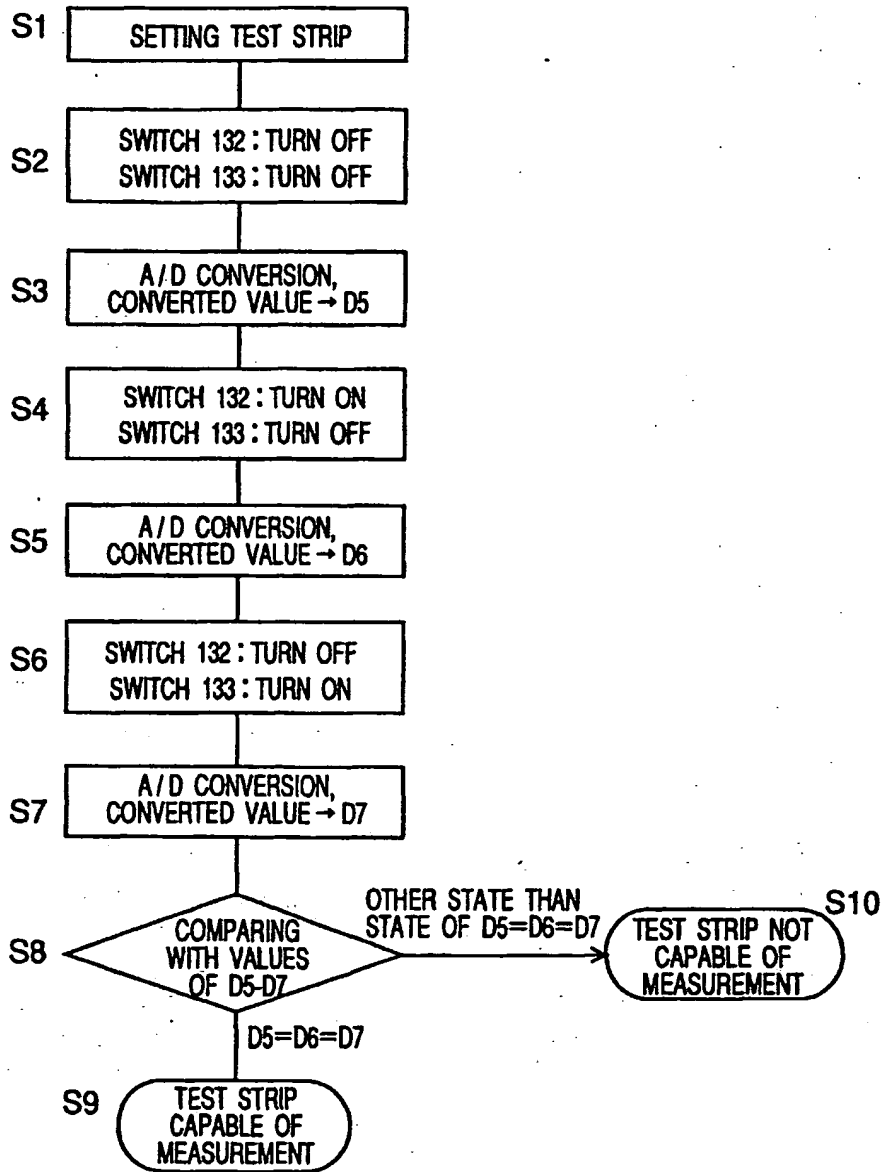 S1
SETTING TEST STRIP
S2
SWITCH 132 : TURN OFF
SWITCH 133 : TURN OFF
S3
A/D CONVERSION,
CONVERTED VALUE → D5
S4
SWITCH 132 : TURN ON
SWITCH 133 : TURN OFF
S5
A/D CONVERSION,
CONVERTED VALUE → D6
S6
SWITCH 132 : TURN OFF
SWITCH 133 : TURN ON
S7
A/D CONVERSION,
CONVERTED VALUE → D7
S8
COMPARING
WITH VALUES
OF D5-D7
OTHER STATE THAN
STATE OF D5=D6=D7
S10
TEST STRIP NOT
CAPABLE OF
MEASUREMENT
D5=D6=D7
S9
TEST STRIP
CAPABLE OF
MEASUREMENT